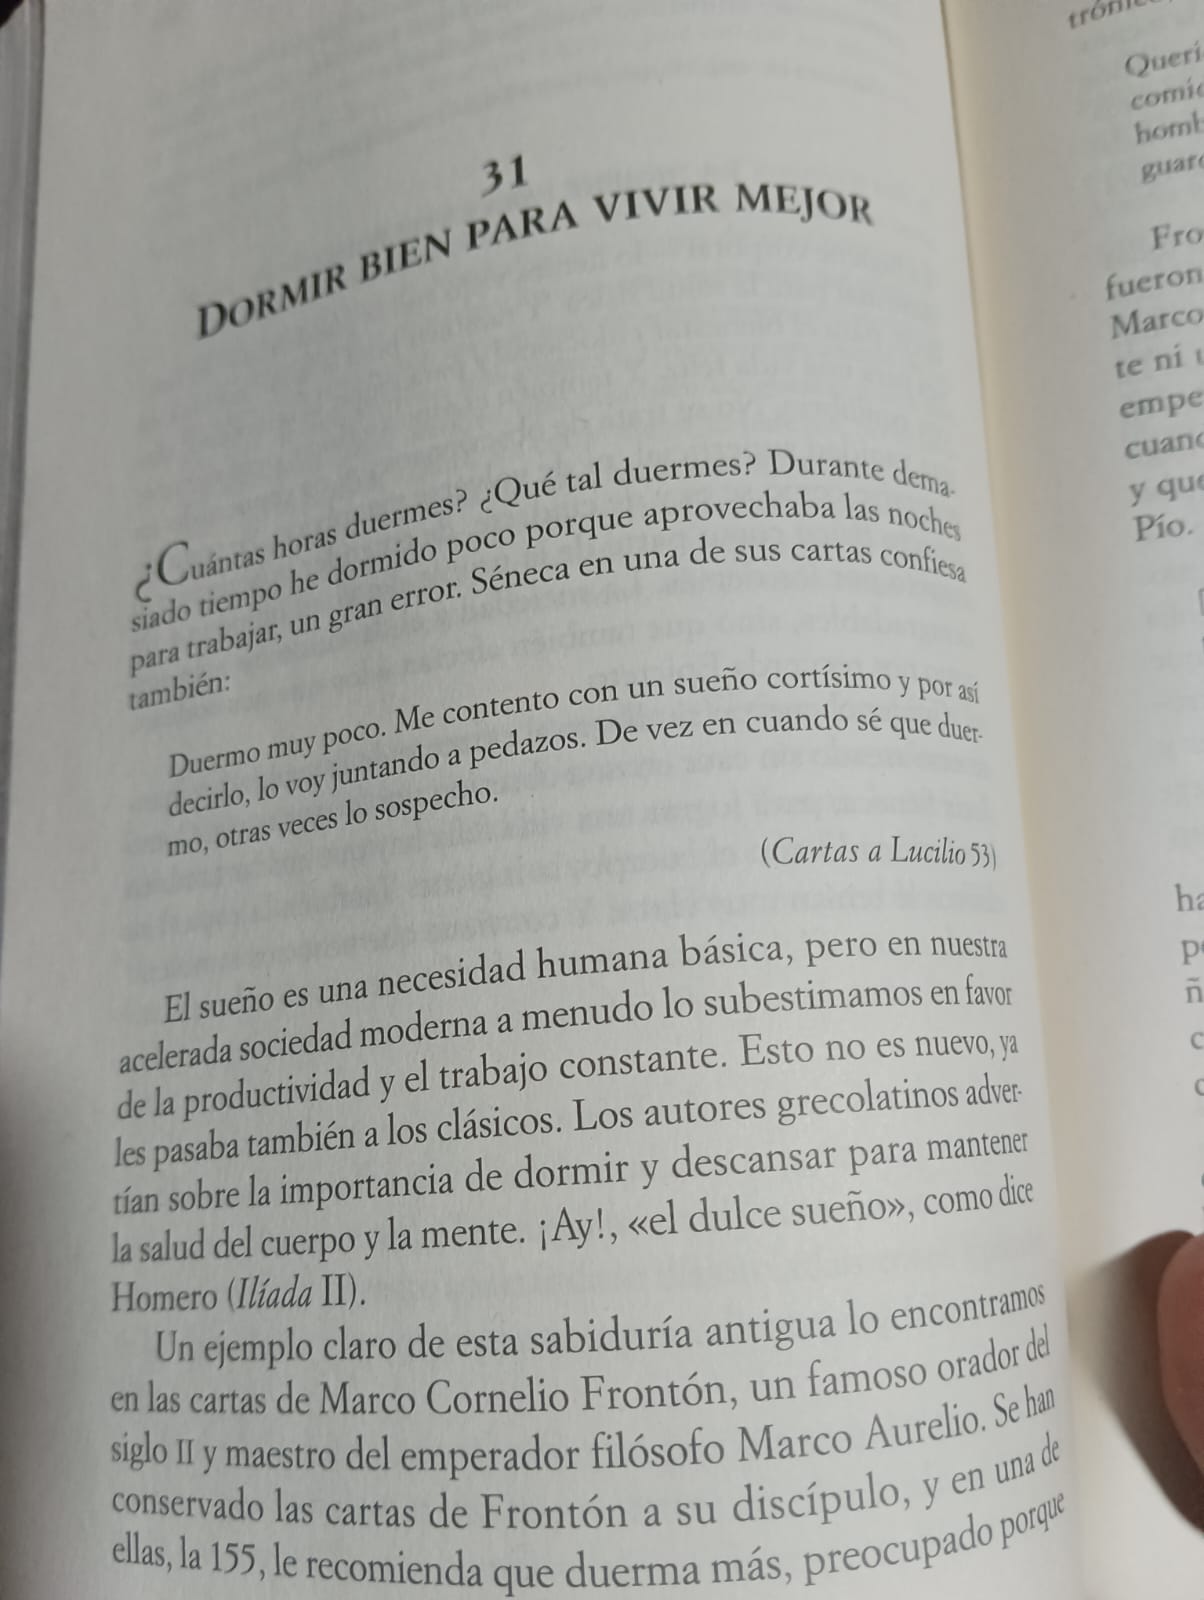 31
DORMIR BIEN PARA VIVIR MEJOR
¿Cuántas horas duermes? ¿Qué tal duermes? Durante dema-
siado tiempo he dormido poco porque aprovechaba las noches
para trabajar, un gran error. Séneca en una de sus cartas confiesa
también:
Duermo muy poco. Me contento con un sueño cortísimo y por así
decirlo, lo voy juntando a pedazos. De vez en cuando sé que duer-
mo, otras veces lo sospecho.
(Cartas a Lucilio 53)
El sueño es una necesidad humana básica, pero en nuestra
acelerada sociedad moderna a menudo lo subestimamos en favor
de la productividad y el trabajo constante. Esto no es nuevo, ya
les pasaba también a los clásicos. Los autores grecolatinos adver-
tían sobre la importancia de dormir y descansar para mantener
la salud del cuerpo y la mente. ¡Ay!, «el dulce sueño», como dice
Homero (Ilíada II).
Un ejemplo claro de esta sabiduría antigua lo encontramos
en las cartas de Marco Cornelio Frontón, un famoso orador del
siglo II y maestro del emperador filósofo Marco Aurelio. Se han
conservado las cartas de Frontón a su discípulo, y en una de
ellas, la 155, le recomienda que duerma más, preocupado porque
fueron
Marco
te ni
y que
Pío.